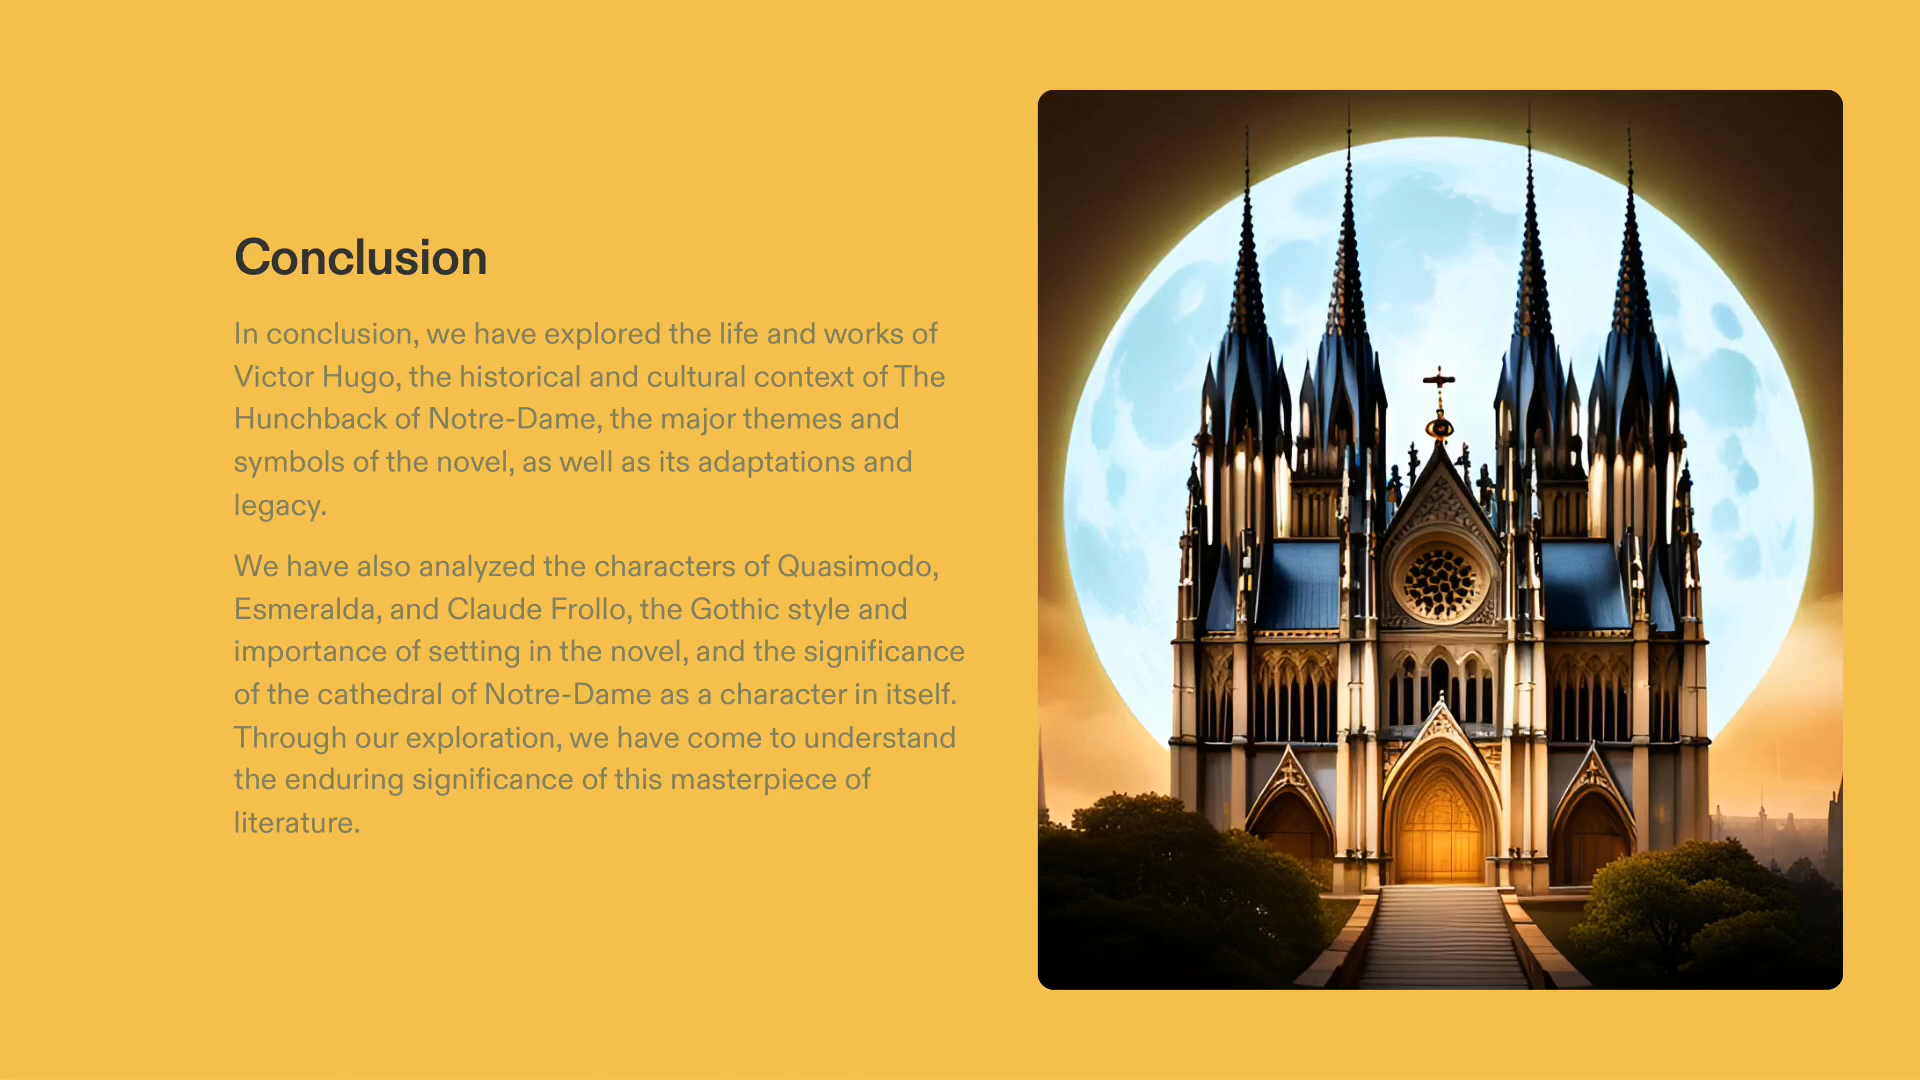 Conclusion
In conclusion, we have explored the life and works of
Victor Hugo, the historical and cultural context of The
Hunchback of Notre-Dame, the major themes and
symbols of the novel, as well as its adaptations and
legacy.
We have also analyzed the characters of Quasimodo,
Esmeralda, and Claude Frollo, the Gothic style and
importance of setting in the novel, and the significance
of the cathedral of Notre-Dame as a character in itself.
Through our exploration, we have come to understand
the enduring significance of this masterpiece of
literature.